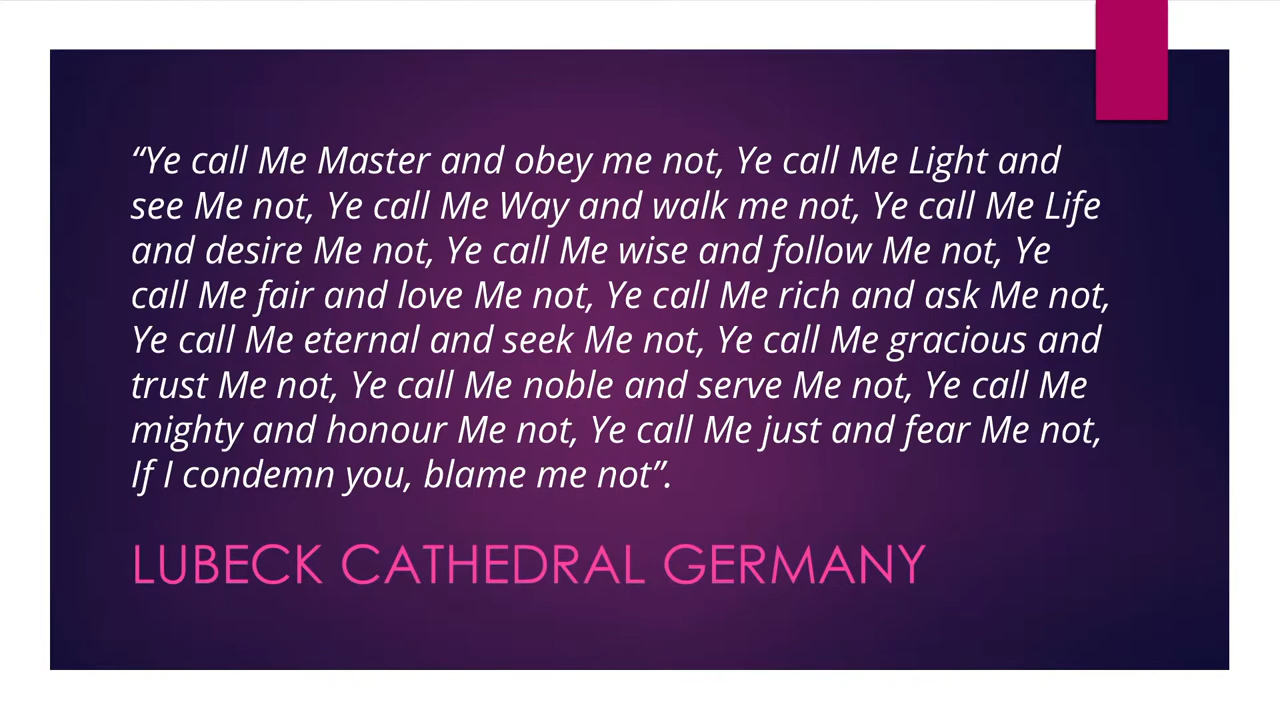 “Ye call Me Master and obey me not, Ye call Me Light and
see Me not, Ye call Me Way and walk me not, Ye call Me Life
and desire Me not, Ye call Me wise and follow Me not, Ye
call Me fair and love Me not, Ye call Me rich and ask Me not,
Ye call Me eternal and seek Me not, Ye call Me gracious and
trust Me not, Ye call Me noble and serve Me not, Ye call Me
mighty and honour Me not, Ye call Me just and fear Me not,
If I condemn you, blame me not”.
LUBECK CATHEDRAL GERMANY